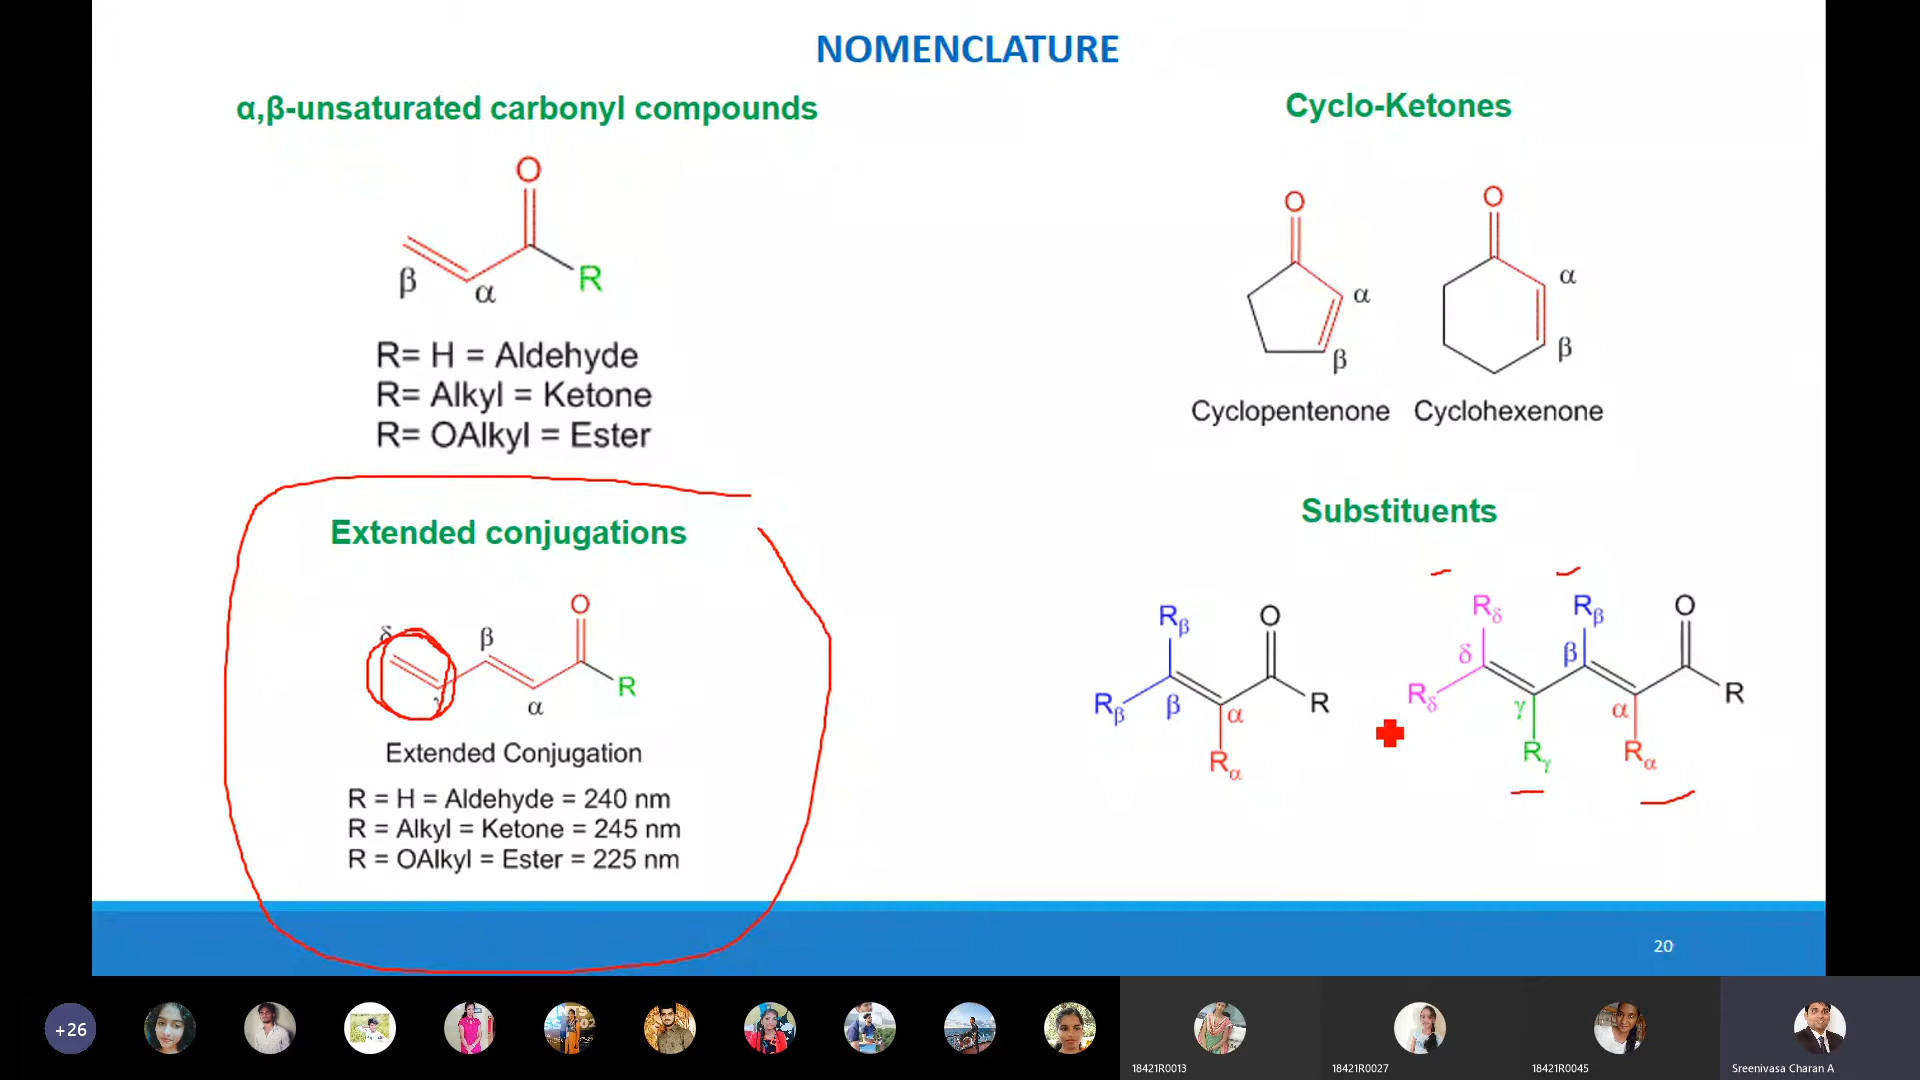 NOMENCLATURE
α,β-unsaturated carbonyl compounds
O
β
α
R
R= H = Aldehyde
R= Alkyl = Ketone
R= OAlkyl = Ester
Cyclo-Ketones
O
α
β
Cyclopentenone
O
α
β
Cyclohexenone
Extended conjugations
O
δ
β
γ
α
R
Extended Conjugation
R = H = Aldehyde = 240 nm
R = Alkyl = Ketone = 245 nm
R = OAlkyl = Ester = 225 nm
Substituents
Rβ
O
Rβ
β
α
R
Rα
Rδ
Rβ
O
δ
β
Rδ
γ
α
R
Rγ
Rα
20
+26
18421R0013
18421R0027
18421R0045
Sreenivasa Charan A